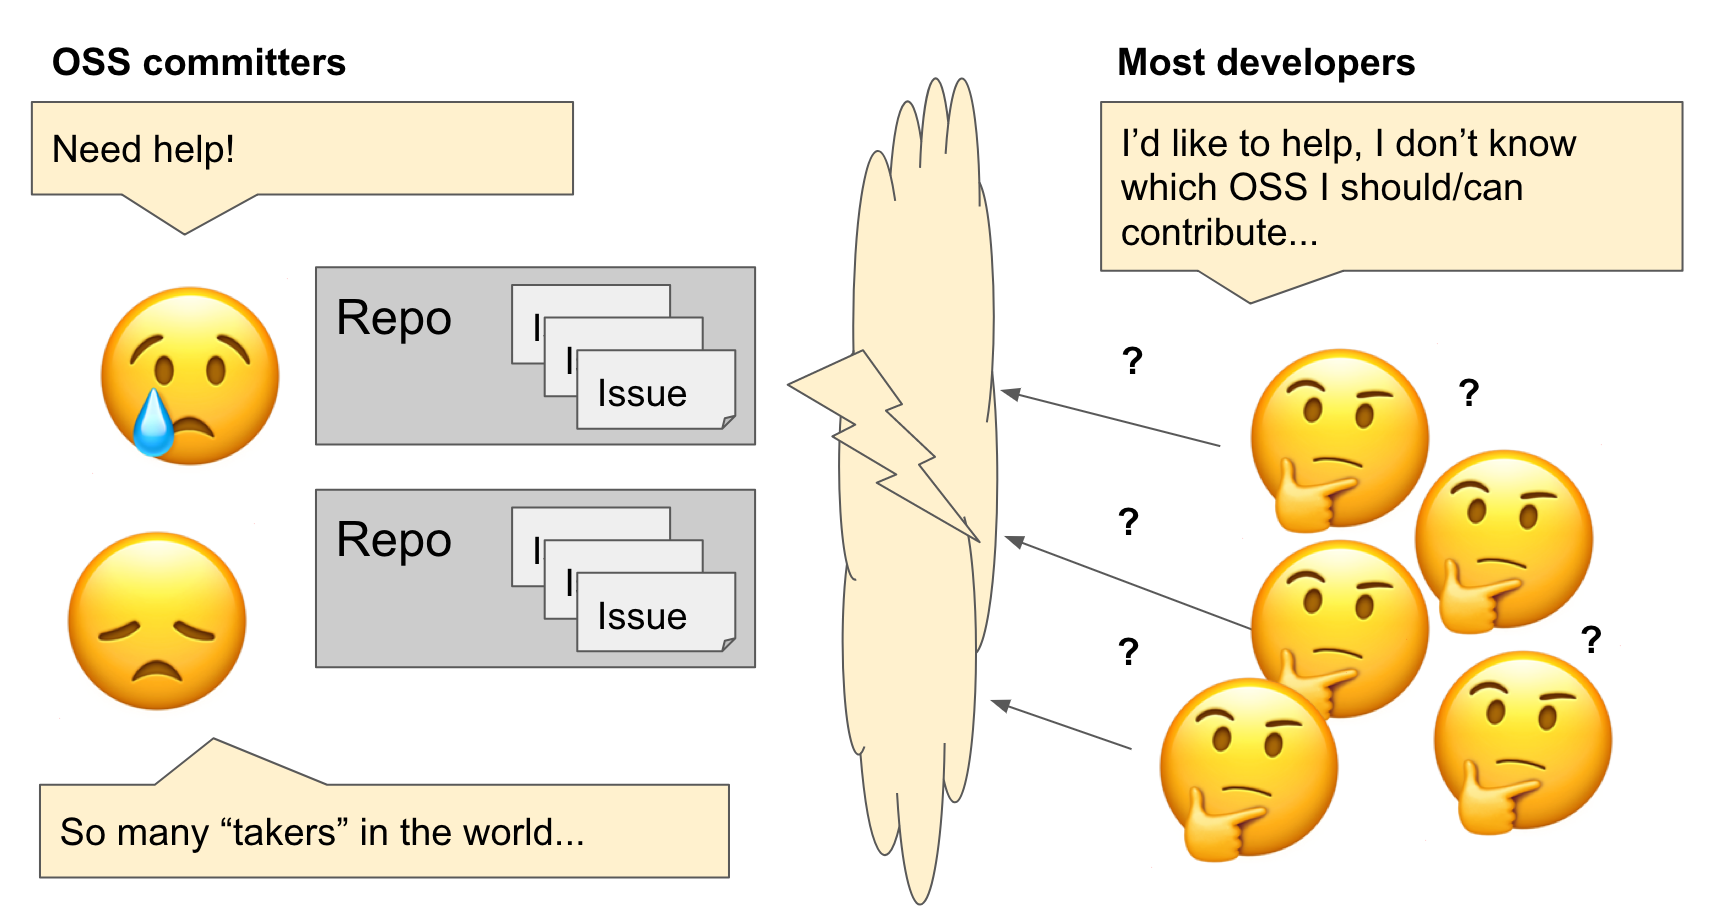 OSS committers
Need help!
Repo
I
I.
Issue
Repo
I
I.
Issue
So many “takers” in the world...
Most developers
I’d like to help, I don’t know
which OSS I should/can
contribute...
?
?
?
?
?